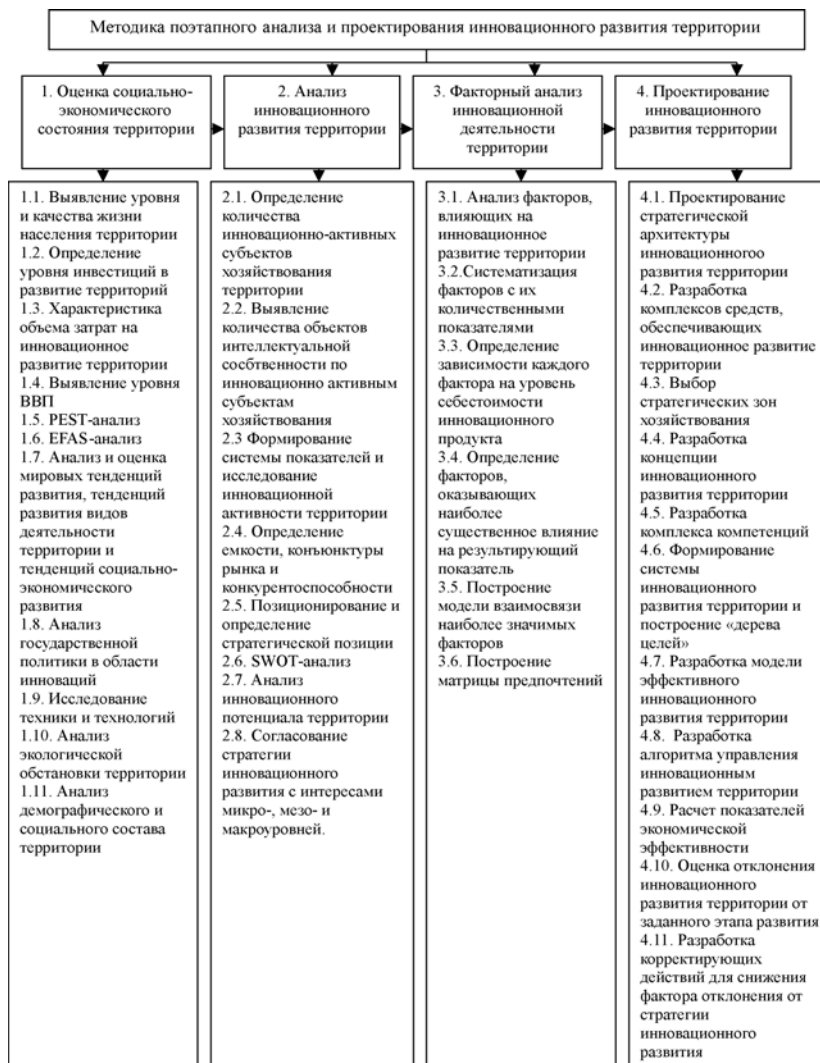 Методика поэтапного анализа и проектирования инновационного развития территории
1. Оценка социально-
экономического
состояния территории
2. Анализ
инновационного
развития территории
3. Факторный анализ
инновационной
деятельности
территории
4. Проектирование
инновационного
развития территории
1.1. Выявление уровня
и качества жизни
населения территории
1.2. Определение
уровня инвестиций в
развитие территорий
1.3. Характеристика
объема затрат на
инновационное
развитие территории
1.4. Выявление уровня
ВВП
1.5. PEST-анализ
1.6. EFAS-анализ
1.7. Анализ и оценка
мировых тенденций
развития, тенденций
развития видов
деятельности
территории и
тенденций социально-
экономического
развития
1.8. Анализ
государственной
политики в области
инноваций
1.9. Исследование
техники и технологий
1.10. Анализ
экологической
обстановки территории
1.11. Анализ
демографического и
социального состава
территории
2.1. Определение
количества
инновационно-активных
субъектов
хозяйствования
территории
2.2. Выявление
количества объектов
интеллектуальной
сосбтвенности по
инновационно активным
субъектам
хозяйствования
2.3 Формирование
системы показателей и
исследование
инновационной
активности территории
2.4. Определение
емкости, конъюнктуры
рынка и
конкурентоспособности
2.5. Позиционирование и
определение
стратегической позиции
2.6. SWOT-анализ
2.7. Анализ
инновационного
потенциала территории
2.8. Согласование
стратегии
инновационного
развития с интересами
микро-, мезо- и
макроуровней.
3.1. Анализ факторов,
влияющих на
инновационное
развитие территории
3.2.Систематизация
факторов с их
количественными
показателями
3.3. Определение
зависимости каждого
фактора на уровень
себестоимости
инновационного
продукта
3.4. Определение
факторов,
оказывающих
наиболее
существенное влияние
на результирующий
показатель
3.5. Построение
модели взаимосвязи
наиболее значимых
факторов
3.6. Построение
матрицы предпочтений
4.1. Проектирование
стратегической
архитектуры
инновационногоо
развития территории
4.2. Разработка
комплексов средств,
обеспечивающих
инновационное развитие
территории
4.3. Выбор
стратегических зон
хозяйствования
4.4. Разработка
концепции
инновационного
развития территории
4.5. Разработка
комплекса компетенций
4.6. Формирование
системы
инновационного
развития территории и
построение «дерева
целей»
4.7. Разработка модели
эффективного
инновационного
развития территории
4.8. Разработка
алгоритма управления
инновационным
развитием территории
4.9. Расчет показателей
экономической
эффективности
4.10. Оценка отклонения
инновационного
развития территории от
заданного этапа развития
4.11. Разработка
корректирующих
действий для снижения
фактора отклонения от
стратегии
инновационного
развития